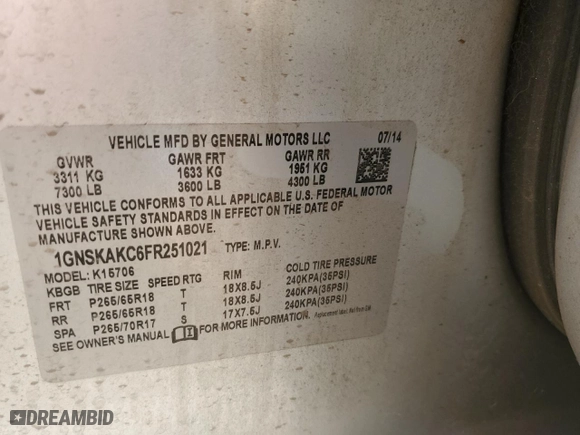 VEHICLE MFD BY GENERAL MOTORS LLC 07/14
GVWR GAWR FRT GAWR RR
3311 KG 1633 KG 1951 KG
7300 LB 3600 LB 4300 LB
THIS VEHICLE CONFORMS TO ALL APPLICABLE U.S. FEDERAL MOTOR
VEHICLE SAFETY STANDARDS IN EFFECT ON THE DATE OF
MANUFACTURE SHOWN ABOVE.
1GNSKAKC6FR251021 TYPE: M.P.V.
MODEL: K15706
KBGB TIRE SIZE SPEED RTG RIM COLD TIRE PRESSURE
FRT P265/65R18 T 18X8.5J 240KPA(35PSI)
RR P265/65R18 T 18X8.5J 240KPA(35PSI)
SPA P265/70R17 S 17X7.5J 240KPA(35PSI)
SEE OWNER'S MANUAL
DREAMBID